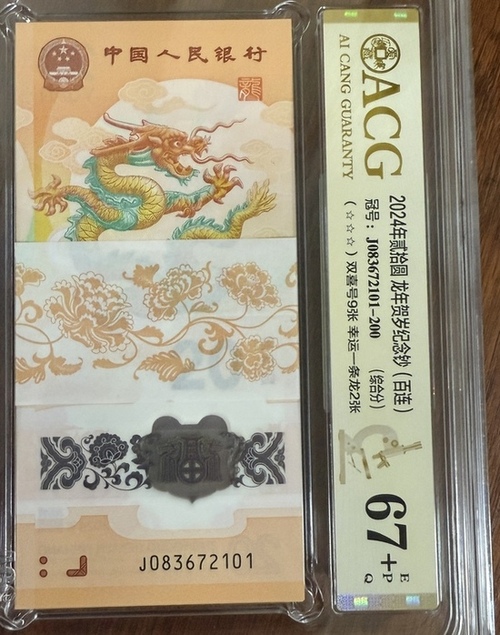 中国人民银行
龍
J083672101
ACG
AI CANG GUARANTY
2024年贰拾圆 龙年贺岁纪念钞（百连）
冠号：J083672101-200 （综合分）
（☆☆☆）双喜号9张 幸运一条龙2张
67+
E
P
Q